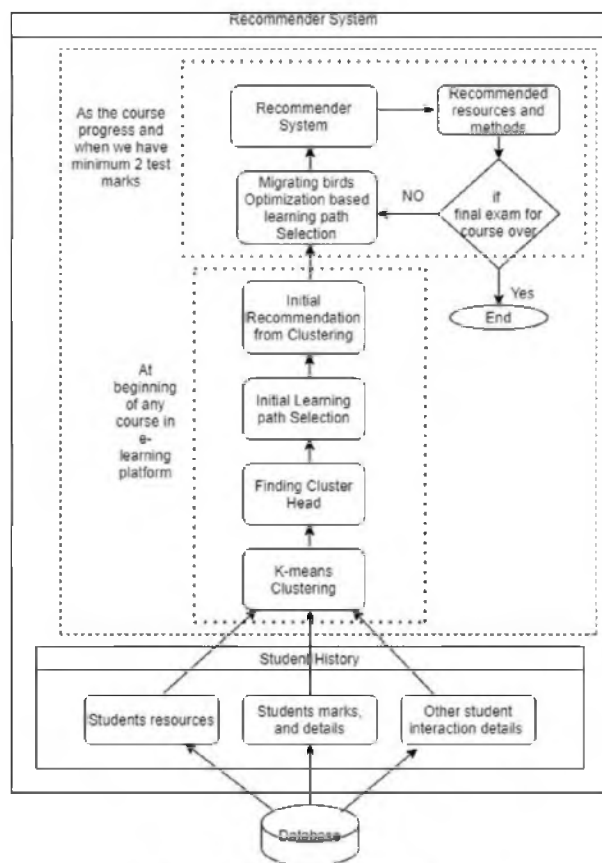 Recommender System
As the course
progress and
when we have
minimum 2 test
marks
Recommender
System
Recommended
resources and
methods
Migrating birds
Optimization based
learning path
Selection
NO
if
final exam for
course over
Yes
End
At
beginning
of any
course in
e-
learning
platform
Initial
Recommendation
from Clustering
Initial Learning
path Selection
Finding Cluster
Head
K-means
Clustering
Student History
Students resources
Students marks,
and details
Other student
interaction details
Database